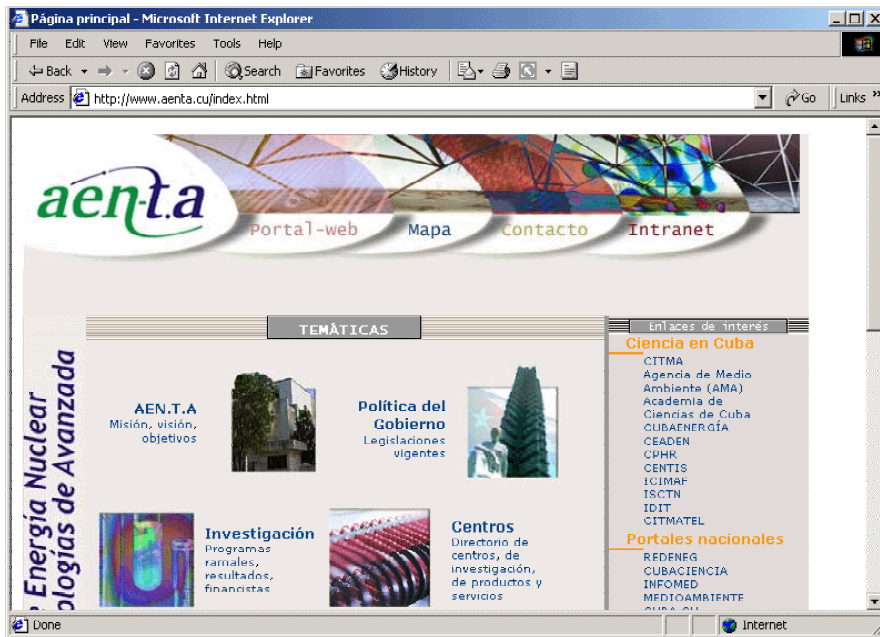 Página principal - Microsoft Internet Explorer
File Edit View Favorites Tools Help
Back Search Favorites History
Address http://www.aenta.cu/index.html Go Links »
aen.t.a
Portal-web Mapa Contacto Intranet
TEMÁTICAS
AEN.T.A
Misión, visión,
objetivos
Política del
Gobierno
Legislaciones
vigentes
Investigación
Programas
ramales,
resultados,
financistas
Centros
Directorio de
centros, de
investigación,
de productos y
servicios
Energía Nuclear
ologías de Avanzada
Enlaces de interés
Ciencia en Cuba
CITMA
Agencia de Medio
Ambiente (AMA)
Academia de
Ciencias de Cuba
CUBAENERGÍA
CEADEN
CPHR
CENTIS
ICIMAF
ISCTN
IDIT
CITMATEL
Portales nacionales
REDENEG
CUBACIENCIA
INFOMED
MEDIOAMBIENTE
Done Internet